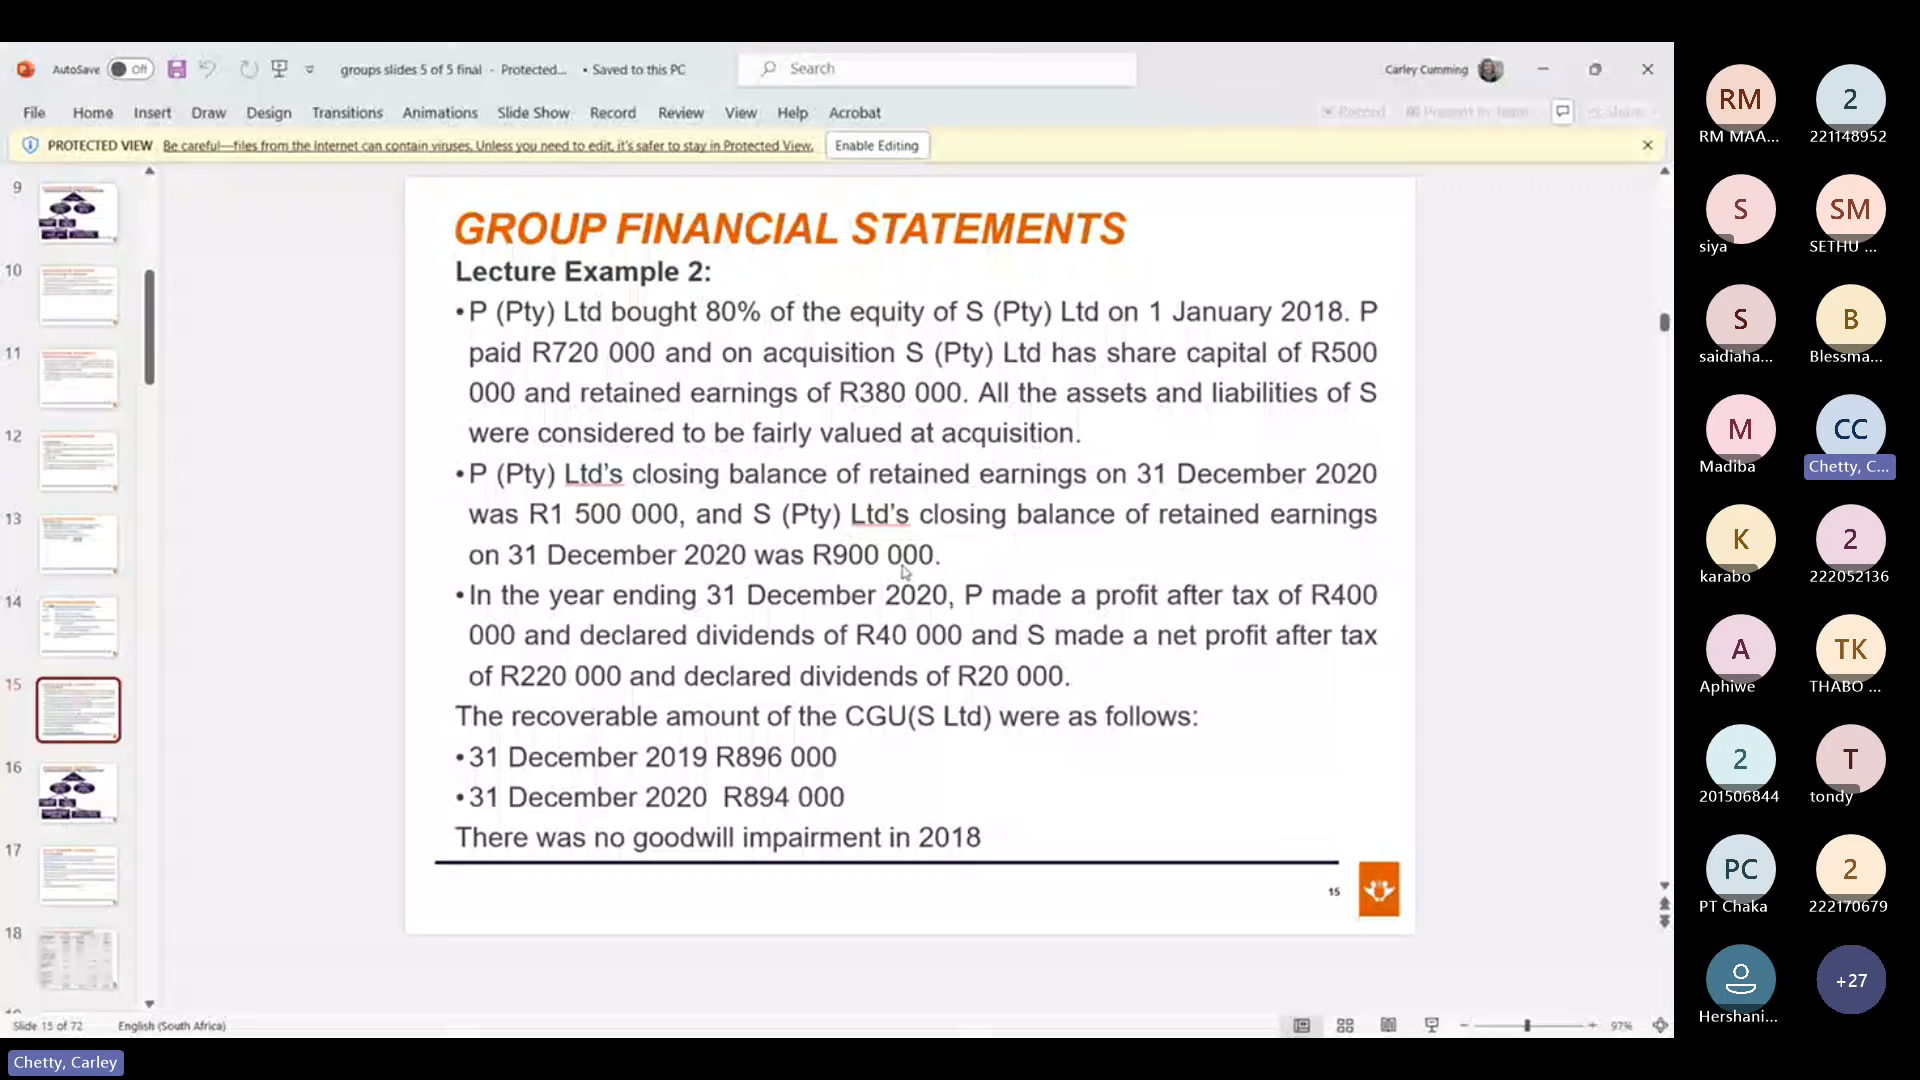 AutoSave Off groups slides 5 of 5 final - Protected... • Saved to this PC Search Carley Cumming
File Home Insert Draw Design Transitions Animations Slide Show Record Review View Help Acrobat Record Share
PROTECTED VIEW Be careful—files from the Internet can contain viruses. Unless you need to edit, it's safer to stay in Protected View. Enable Editing
9
10
11
12
13
14
15
16
17
18
GROUP FINANCIAL STATEMENTS
Lecture Example 2:
•P (Pty) Ltd bought 80% of the equity of S (Pty) Ltd on 1 January 2018. P
paid R720 000 and on acquisition S (Pty) Ltd has share capital of R500
000 and retained earnings of R380 000. All the assets and liabilities of S
were considered to be fairly valued at acquisition.
•P (Pty) Ltd's closing balance of retained earnings on 31 December 2020
was R1 500 000, and S (Pty) Ltd's closing balance of retained earnings
on 31 December 2020 was R900 000.
•In the year ending 31 December 2020, P made a profit after tax of R400
000 and declared dividends of R40 000 and S made a net profit after tax
of R220 000 and declared dividends of R20 000.
The recoverable amount of the CGU(S Ltd) were as follows:
•31 December 2019 R896 000
•31 December 2020 R894 000
There was no goodwill impairment in 2018
15
Slide 15 of 72 English (South Africa) 97%
Chetty, Carley
RM 2
RM MAA... 221148952
S SM
siya SETHU ...
S B
saidiaha... Blessma...
M CC
Madiba Chetty, C...
K 2
karabo 222052136
A TK
Aphiwe THABO ...
2 T
201506844 tondy
PC 2
PT Chaka 222170679
+27
Hershani...